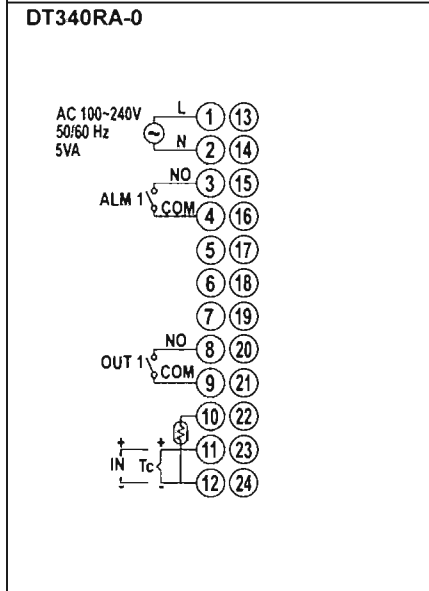 DT340RA-0
AC 100~240V
50/60 Hz
5VA
L 1 13
N 2 14
ALM 1 NO 3 15
COM 4 16
5 17
6 18
7 19
OUT 1 NO 8 20
COM 9 21
10 22
+ + 11 23
IN Tc
- - 12 24